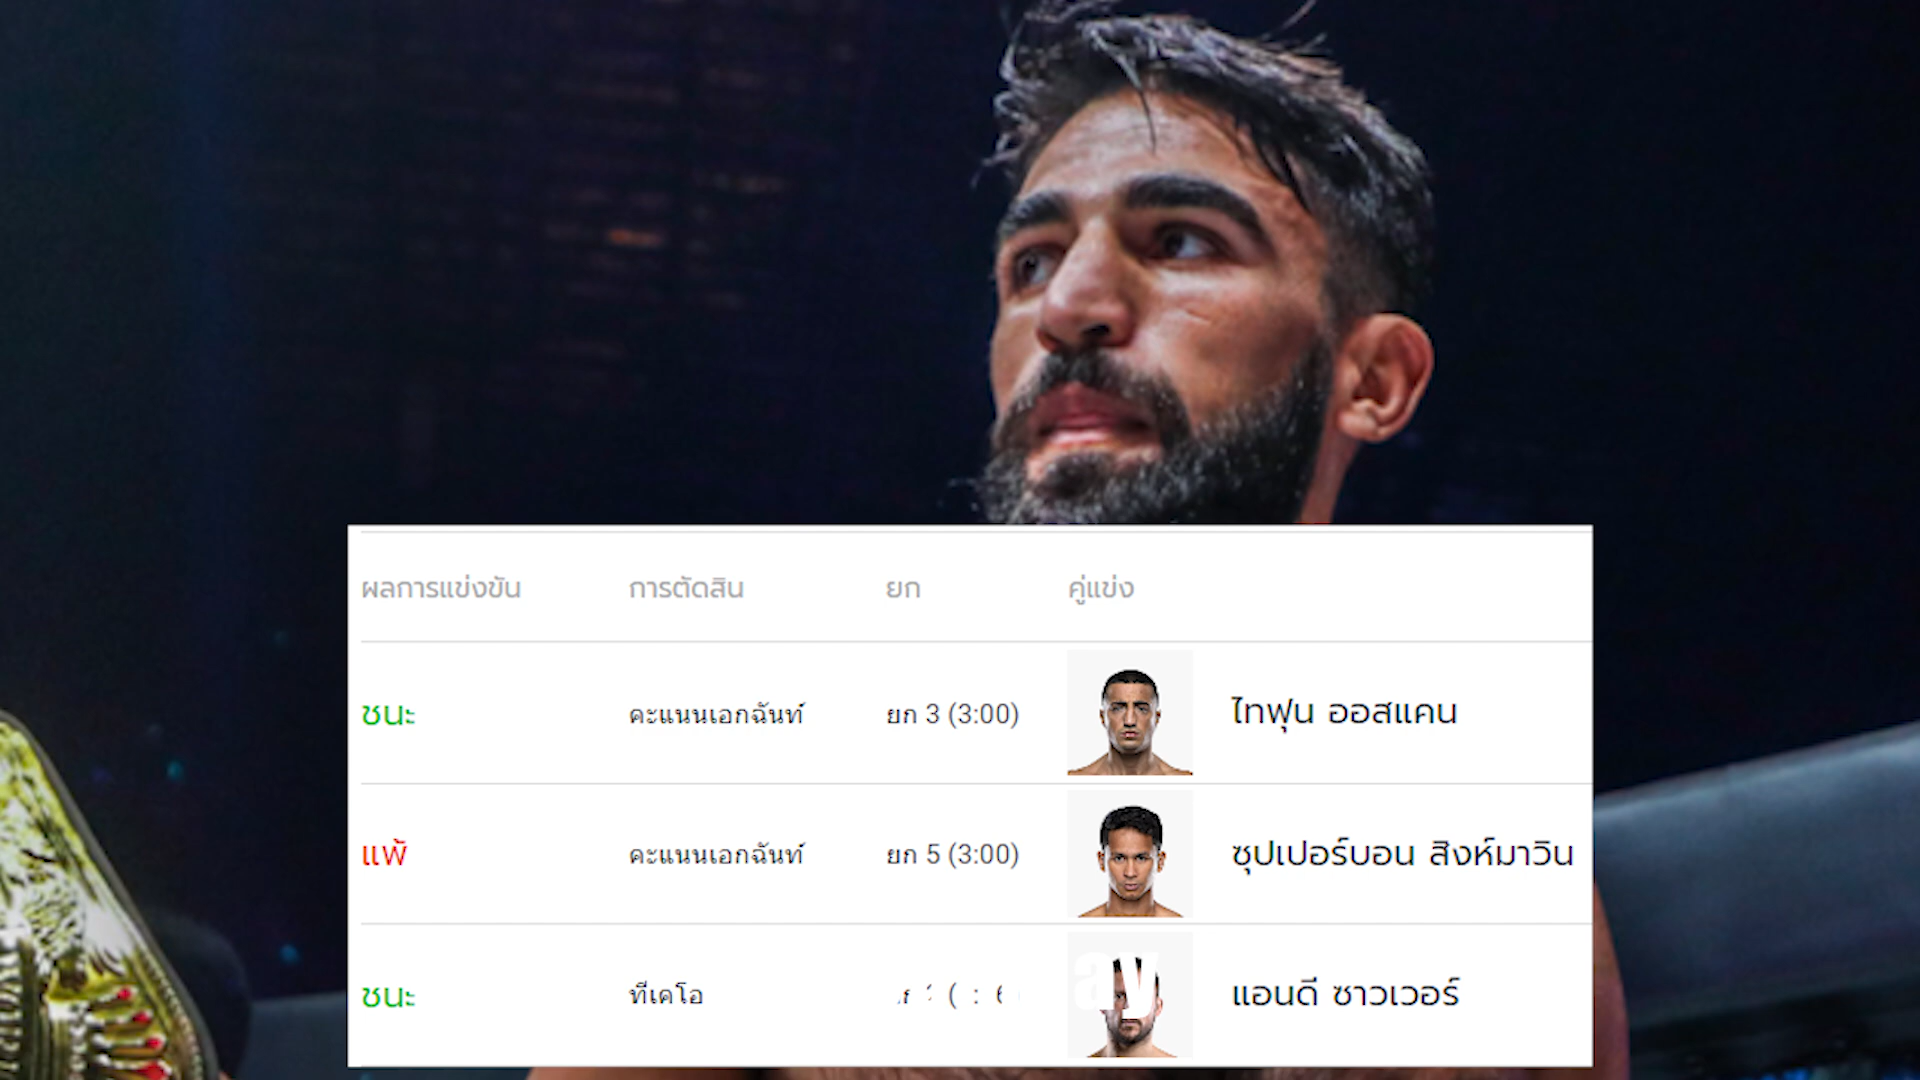 ผลการแข่งขัน การตัดสิน ยก คู่แข่ง
ชนะ คะแนนเอกฉันท์ ยก 3 (3:00) ไทฟุน ออสแคน
แพ้ คะแนนเอกฉันท์ ยก 5 (3:00) ซุปเปอร์บอน สิงห์มาวิน
ชนะ ทีเคโอ ay แอนดี ซาวเวอร์